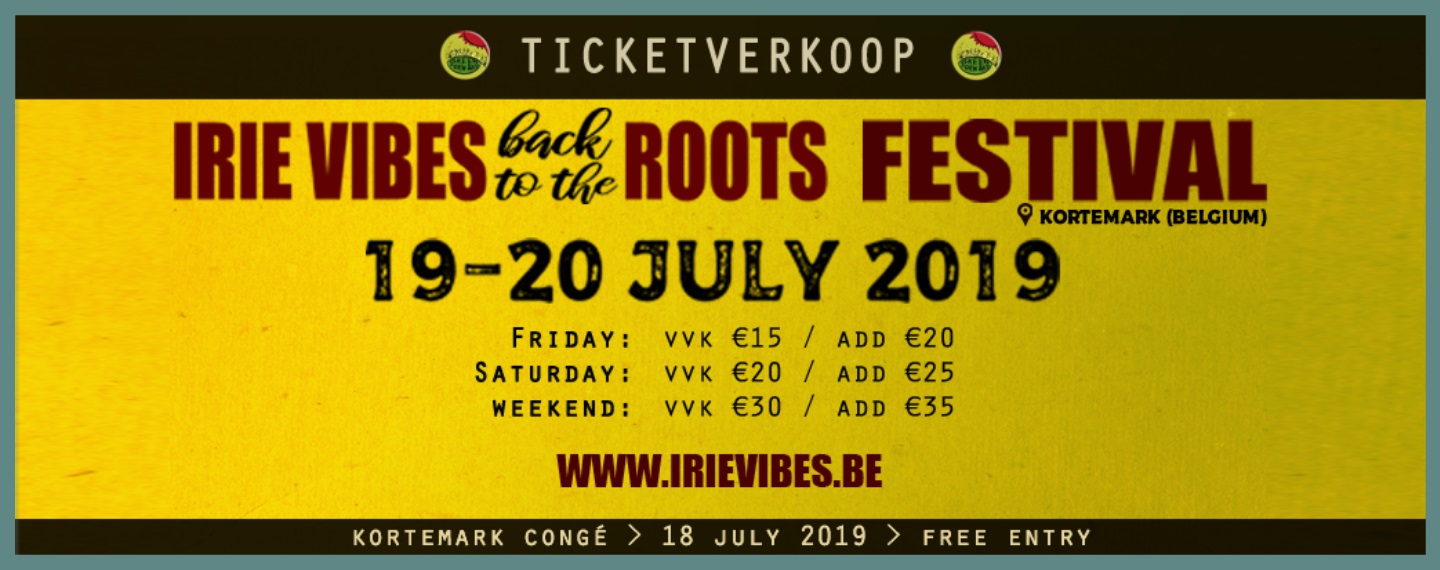 TICKETVERKOOP
IRIE VIBES back to the ROOTS FESTIVAL
KORTEMARK (BELGIUM)
19-20 JULY 2019
FRIDAY: VVK €15 / ADD €20
SATURDAY: VVK €20 / ADD €25
WEEKEND: VVK €30 / ADD €35
WWW.IRIEVIBES.BE
KORTEMARK CONGÉ > 18 JULY 2019 > FREE ENTRY